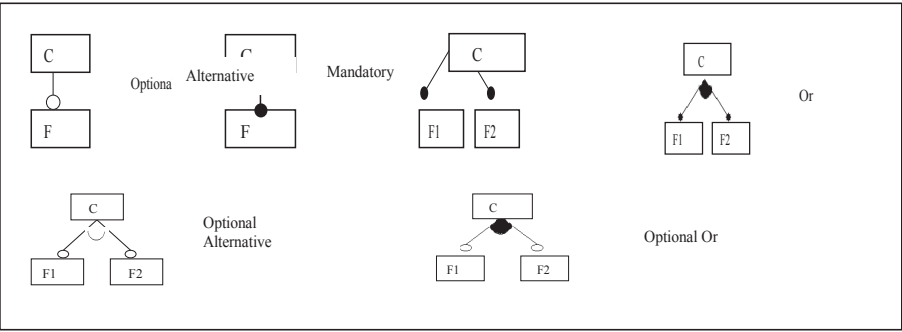 C
F
Optiona
C
Alternative
F
Mandatory
C
F1 F2
C
F1 F2
Or
C
F1 F2
Optional
Alternative
C
F1 F2
Optional Or